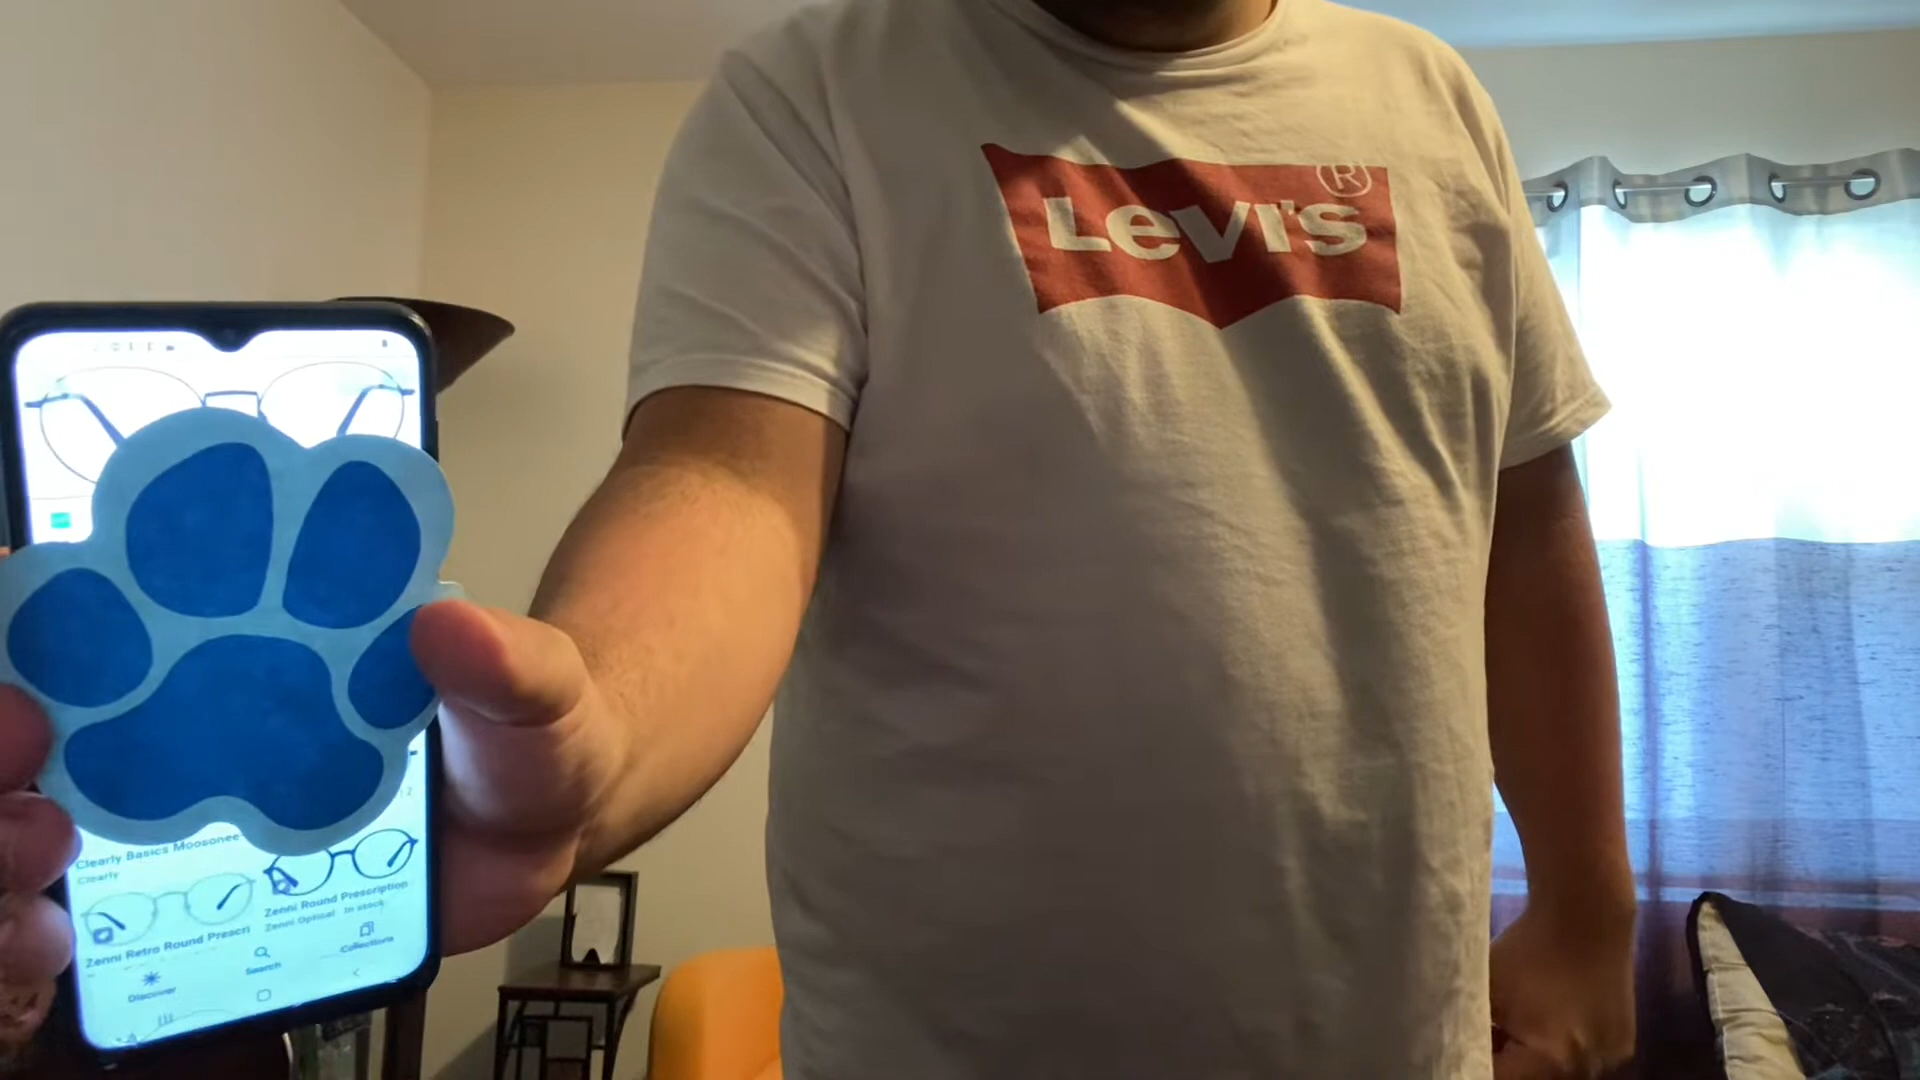 LEVI'S
®
Clearly Basics Moosonee
Clearly
Zenni Retro Round Prescri
Zenni Round Prescription
Zenni Optical In stock
Discover
Search
Collections